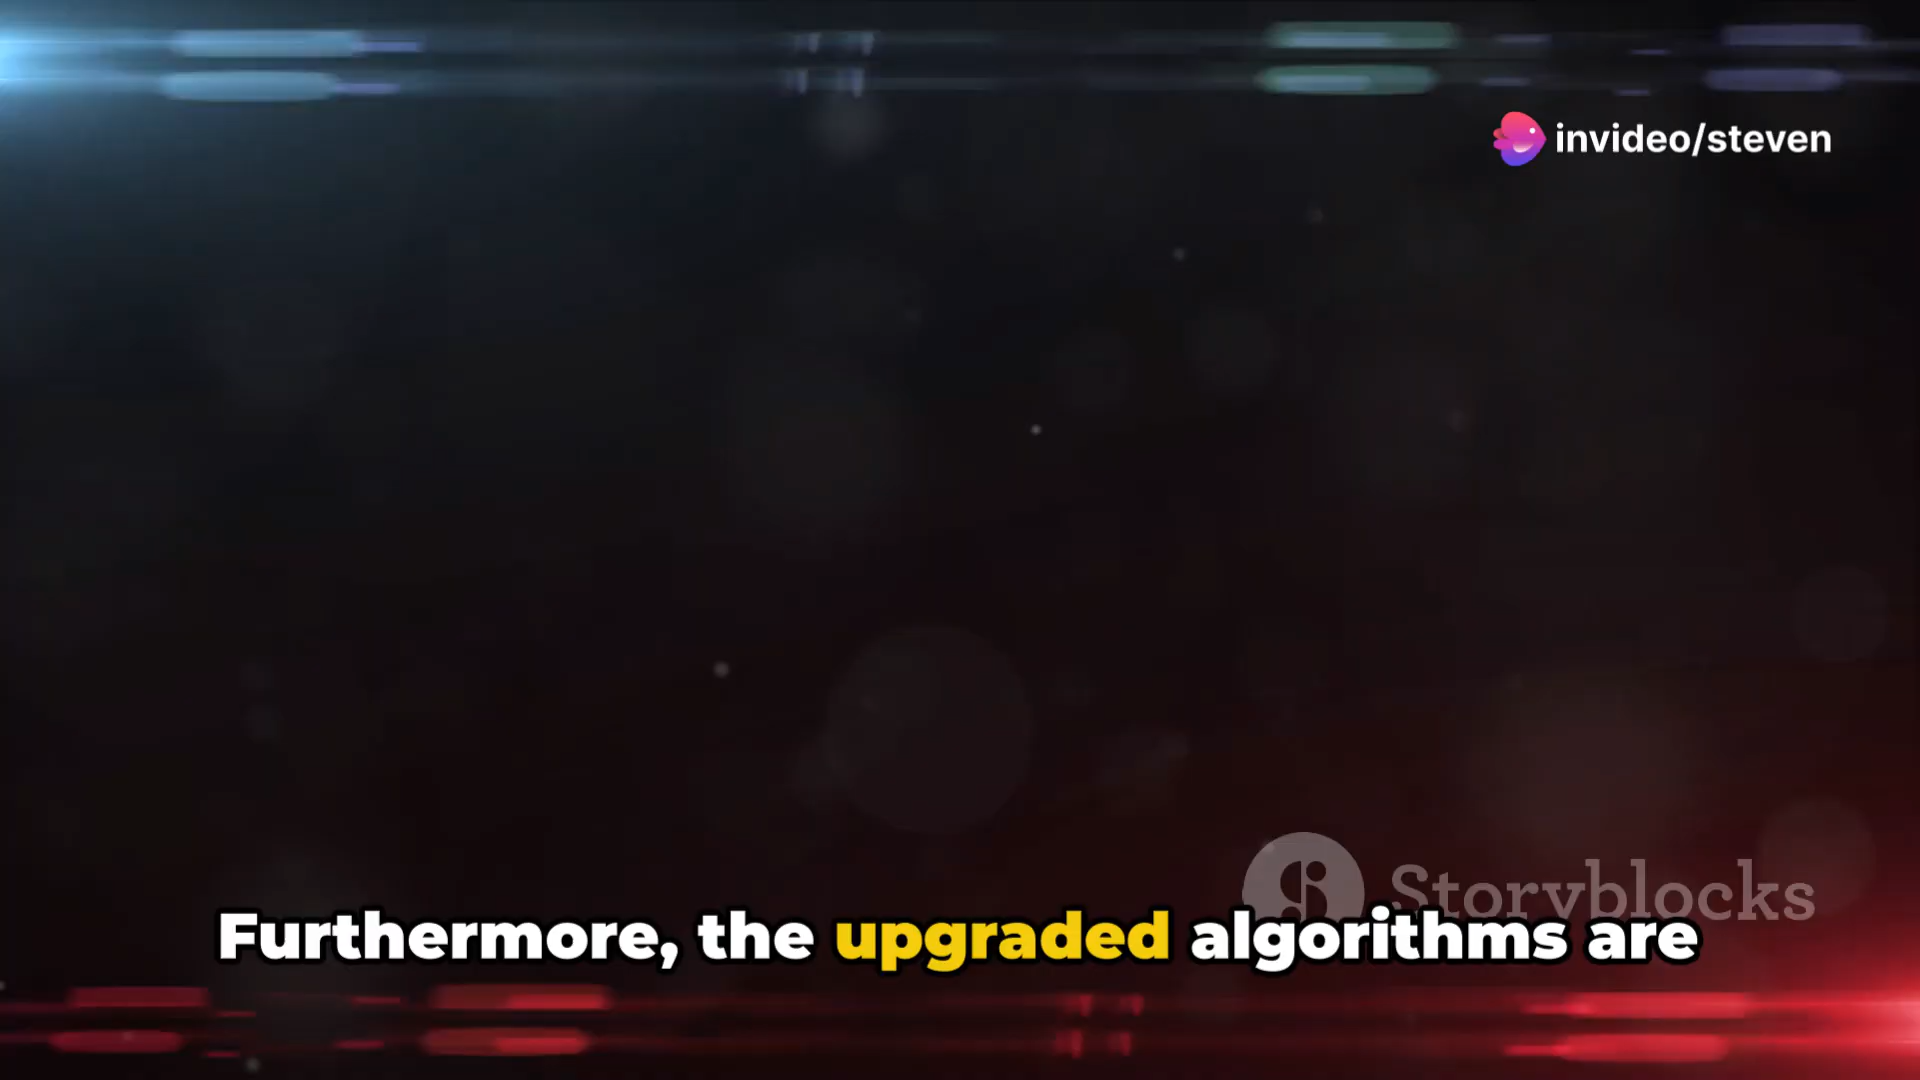 invideo/steven
Storyblocks
Furthermore, the upgraded algorithms are